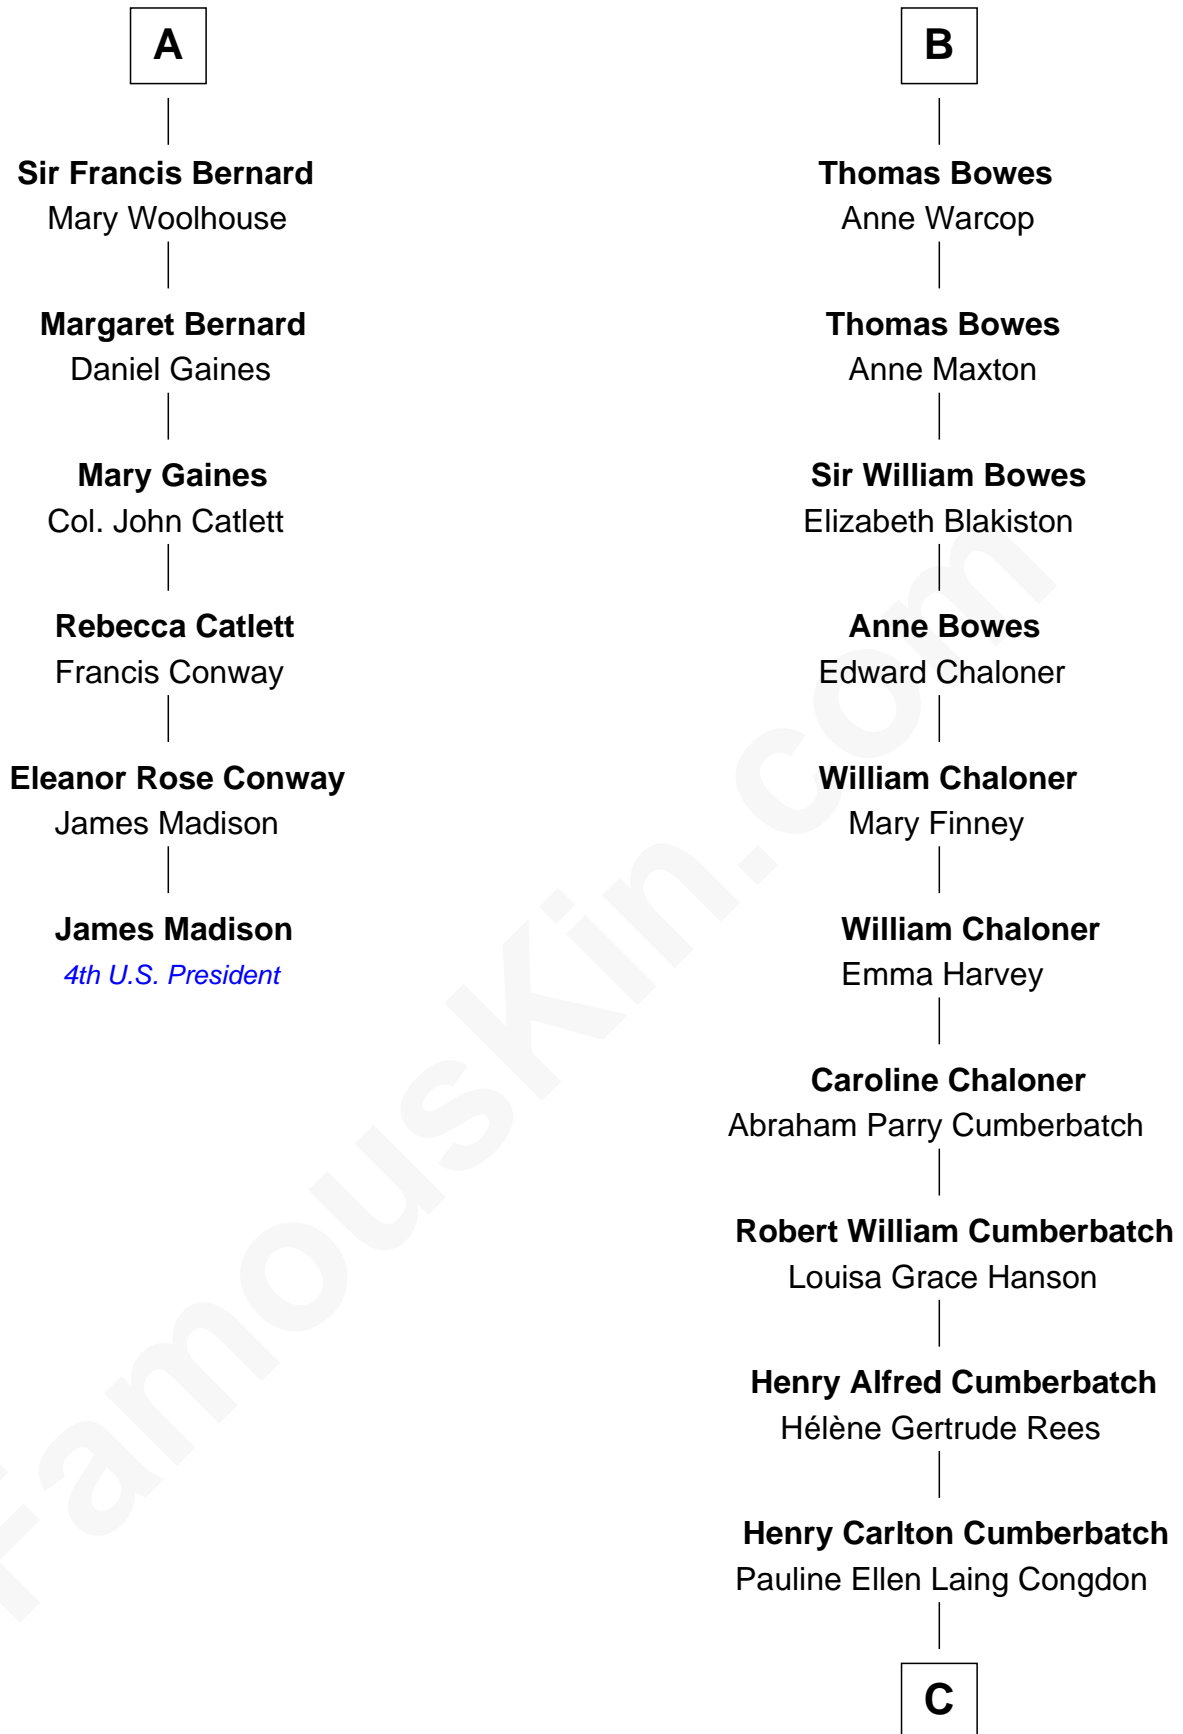 A
Sir Francis Bernard
Mary Woolhouse
Margaret Bernard
Daniel Gaines
Mary Gaines
Col. John Catlett
Rebecca Catlett
Francis Conway
Eleanor Rose Conway
James Madison
James Madison
4th U.S. President
B
Thomas Bowes
Anne Warcop
Thomas Bowes
Anne Maxton
Sir William Bowes
Elizabeth Blakiston
Anne Bowes
Edward Chaloner
William Chaloner
Mary Finney
William Chaloner
Emma Harvey
Caroline Chaloner
Abraham Parry Cumberbatch
Robert William Cumberbatch
Louisa Grace Hanson
Henry Alfred Cumberbatch
Hélène Gertrude Rees
Henry Carlton Cumberbatch
Pauline Ellen Laing Congdon
C
FamousKin.com